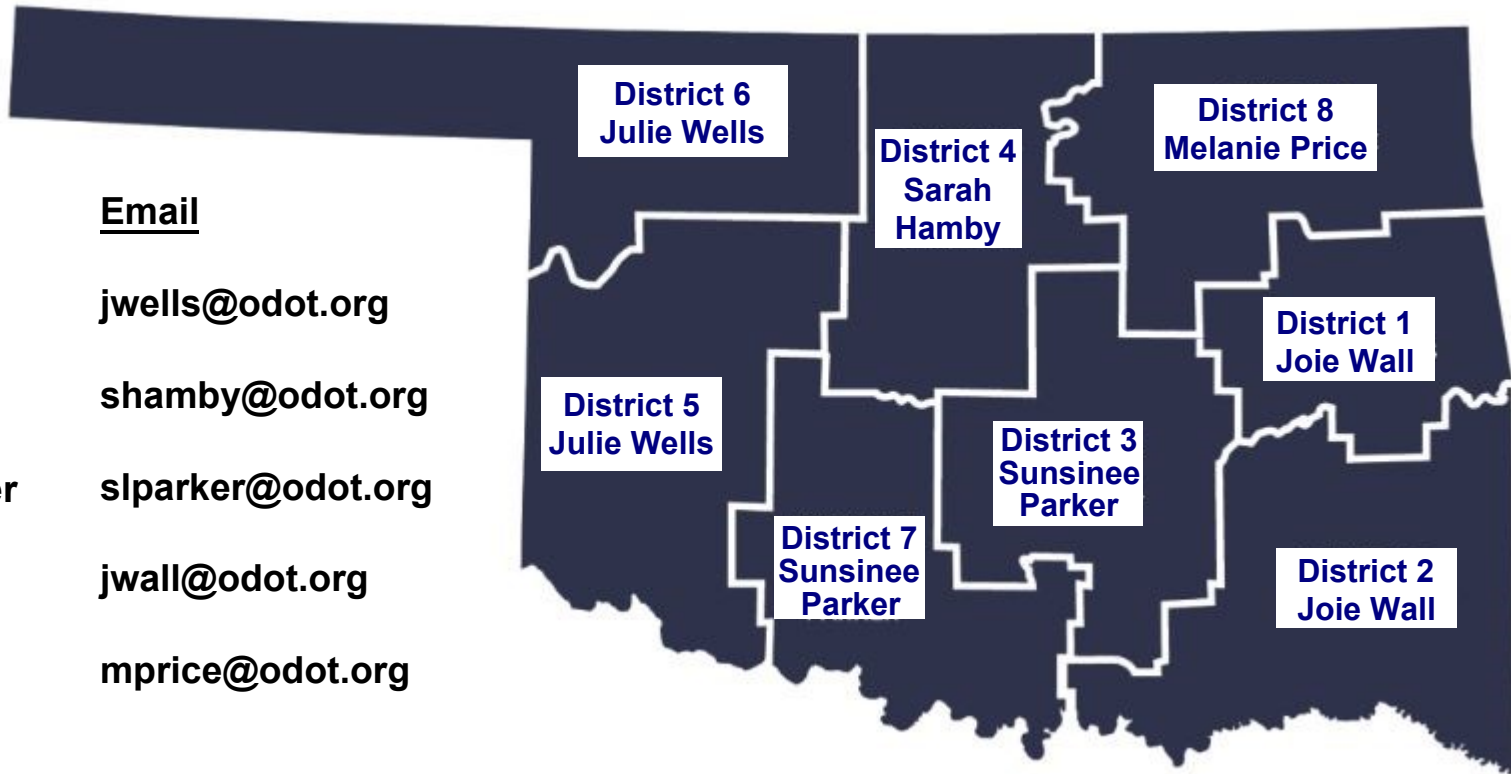 Email
jwells@odot.org
shamby@odot.org
er
slparker@odot.org
jwall@odot.org
mprice@odot.org
District 6
Julie Wells
District 4
Sarah
Hamby
District 8
Melanie Price
District 1
Joie Wall
District 5
Julie Wells
District 3
Sunsinee
Parker
District 7
Sunsinee
Parker
District 2
Joie Wall